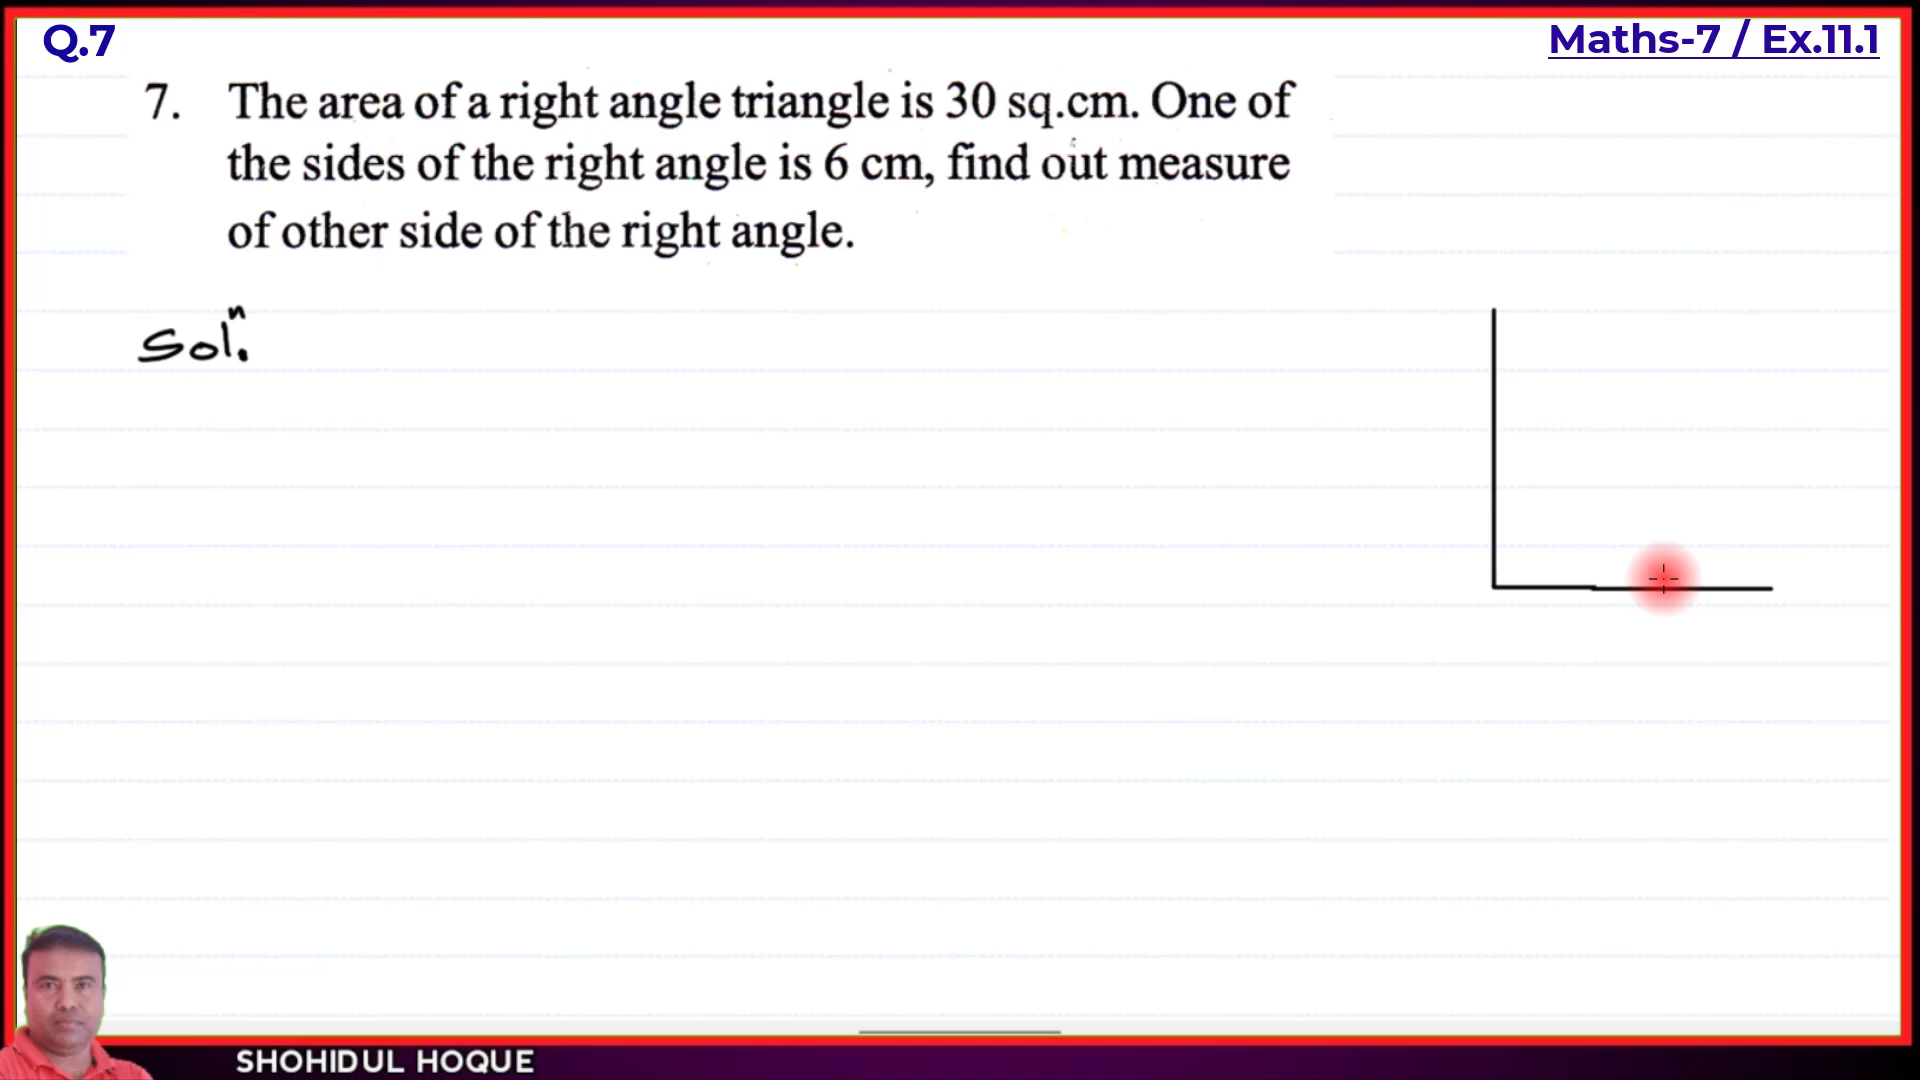 Q.7
Maths-7 / Ex.11.1
7. The area of a right angle triangle is 30 sq.cm. One of
the sides of the right angle is 6 cm, find out measure
of other side of the right angle.
Solⁿ.
SHOHIDUL HOQUE